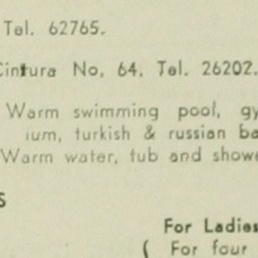 Tel. 62765.
Cintura No, 64, Tel. 26202.
Warm swimming pool, gy
ium, turkish & russian ba
Warm water, tub and showe
S
For Ladies
( For four